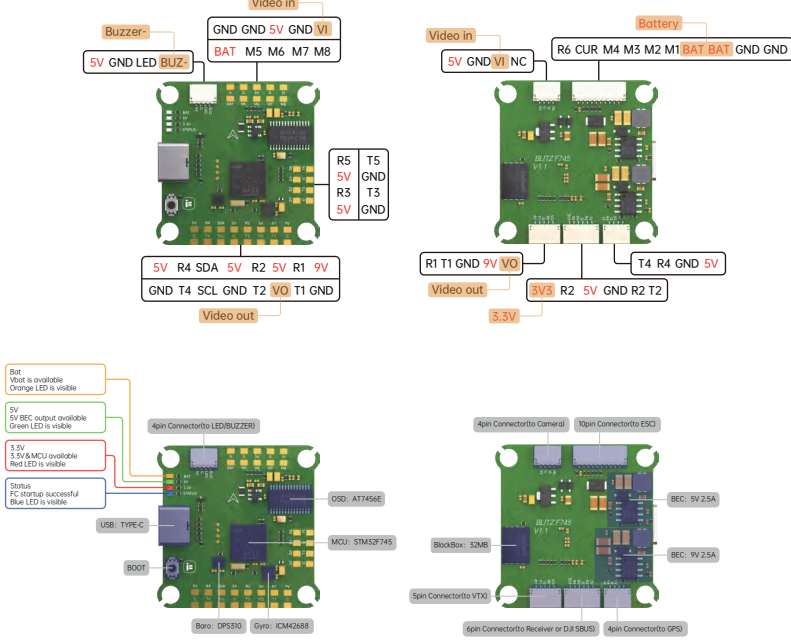 Video in
Buzzer-
GND GND 5V GND VI
BAT M5 M6 M7 M8
5V GND LED BUZ-
R5 T5
5V GND
R3 T3
5V GND
5V R4 SDA 5V R2 5V R1 9V
GND T4 SCL GND T2 VO T1 GND
Video out
Battery
Video in
R6 CUR M4 M3 M2 M1 BAT BAT GND GND
5V GND VI NC
BLITZ F745
V1.1
R1 T1 GND 9V VO
T4 R4 GND 5V
Video out
3V3 R2 5V GND R2 T2
3.3V
Bat
Vbat is available
Orange LED is visible
5V
5V BEC output available
Green LED is visible
3.3V
3.3V&MCU available
Red LED is visible
Status
FC startup successful
Blue LED is visible
4pin Connector(to LED/BUZZER)
OSD: AT7456E
USB: TYPE-C
MCU: STM32F745
BOOT
Baro: DPS310
Gyro: ICM42688
4pin Connector(to Camera)
10pin Connector(to ESC)
BEC: 5V 2.5A
BLITZ F745
V1.1
BlackBox: 32MB
BEC: 9V 2.5A
5pin Connector(to VTX)
6pin Connector(to Receiver or DJI SBUS)
4pin Connector(to GPS)